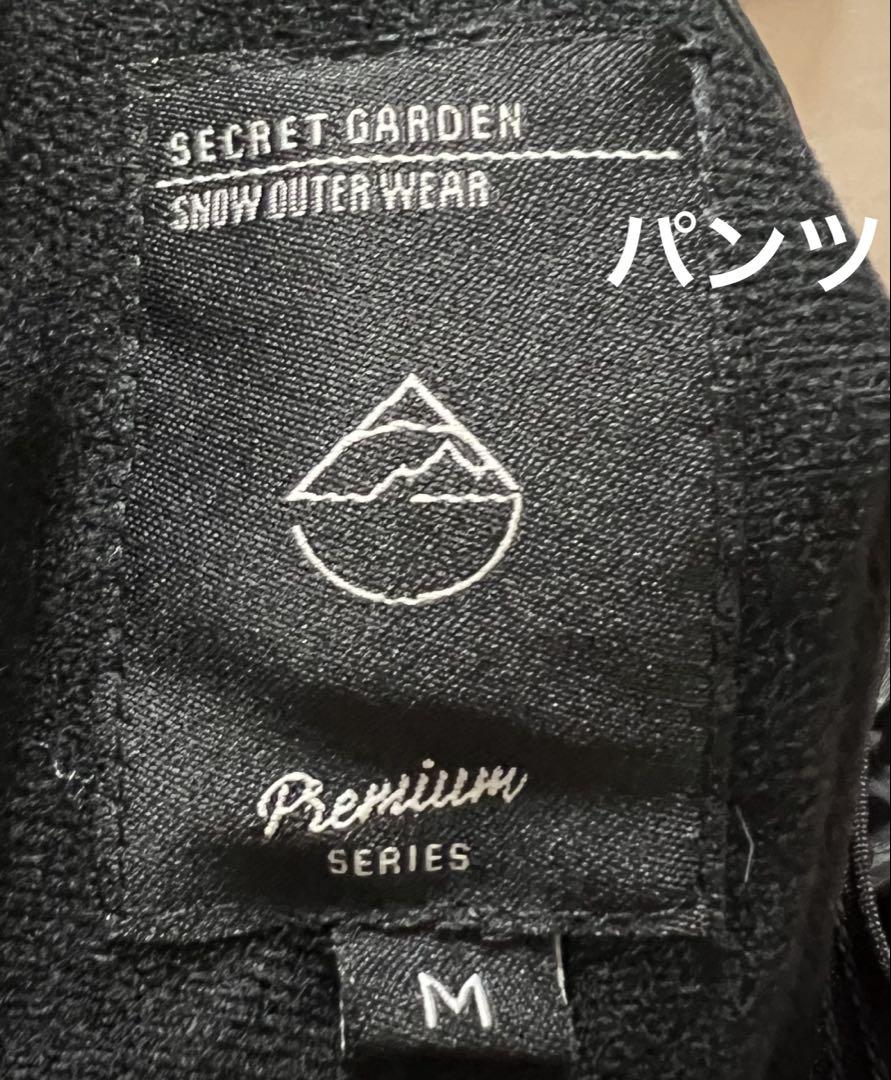 SECRET GARDEN
SNOW OUTER WEAR
パンツ
Premium
SERIES
M